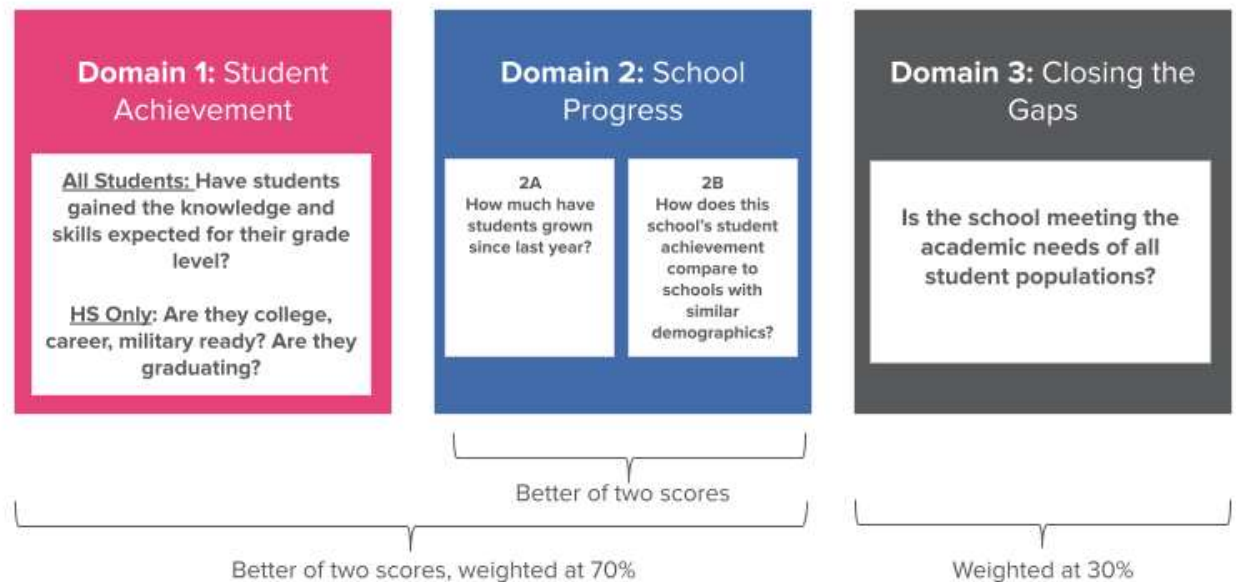 Domain 1: Student
Achievement
All Students: Have students
gained the knowledge and
skills expected for their grade
level?
HS Only: Are they college,
career, military ready? Are they
graduating?
Domain 2: School
Progress
2A
How much have
students grown
since last year?
2B
How does this
school's student
achievement
compare to
schools with
similar
demographics?
Domain 3: Closing the
Gaps
Is the school meeting the
academic needs of all
student populations?
Better of two scores
Better of two scores, weighted at 70%
Weighted at 30%